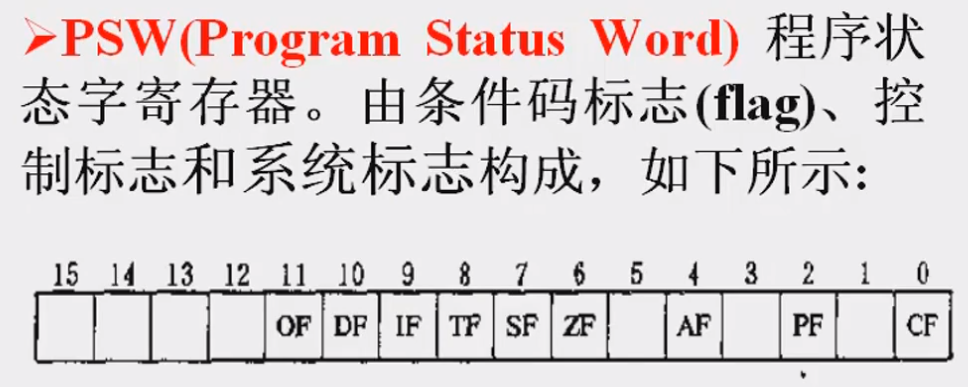 ➢PSW(Program Status Word) 程序状
态字寄存器。由条件码标志(flag)、控
制标志和系统标志构成，如下所示:
15 14 13 12 11 10 9 8 7 6 5 4 3 2 1 0
OF DF IF TF SF ZF AF PF CF